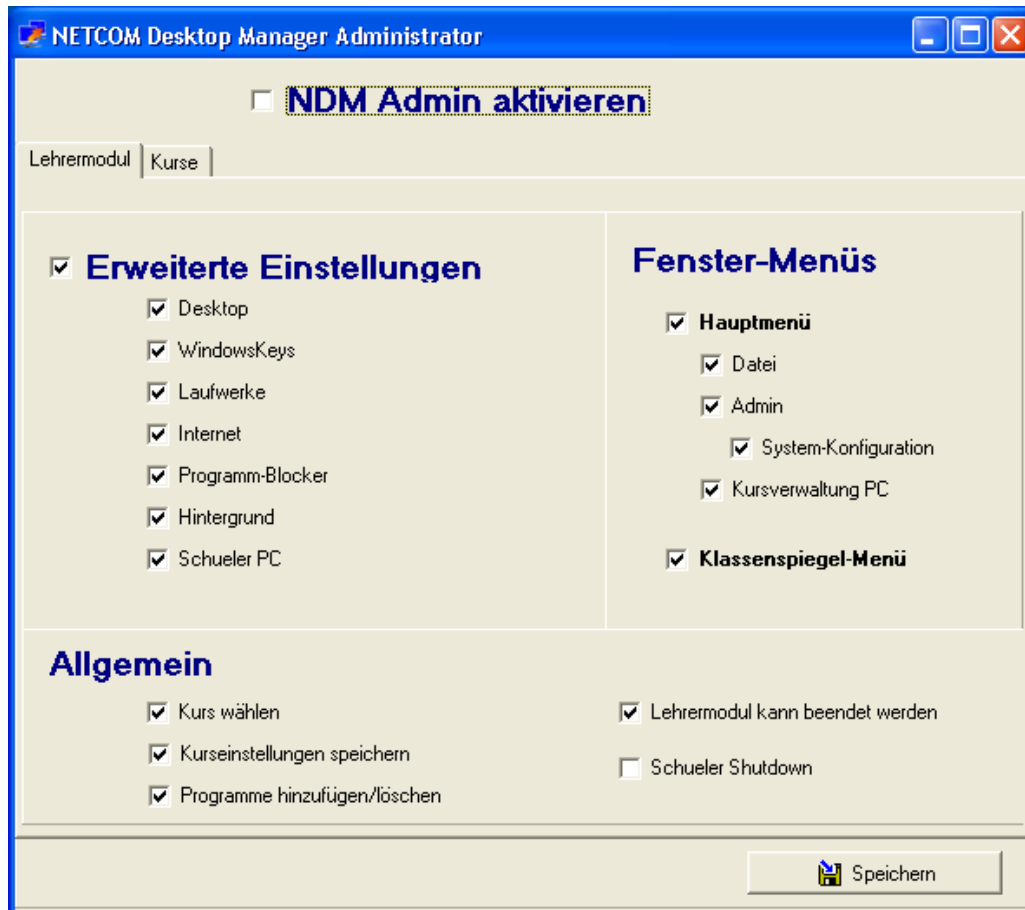 NETCOM Desktop Manager Administrator
NDM Admin aktivieren
Lehrermodul
Kurse
Erweiterte Einstellungen
Desktop
WindowsKeys
Laufwerke
Internet
Programm-Blocker
Hintergrund
Schueler PC
Fenster-Menüs
Hauptmenü
Datei
Admin
System-Konfiguration
Kursverwaltung PC
Klassenspiegel-Menü
Allgemein
Kurs wählen
Kurseinstellungen speichern
Programme hinzufügen/löschen
Lehrermodul kann beendet werden
Schueler Shutdown
Speichern